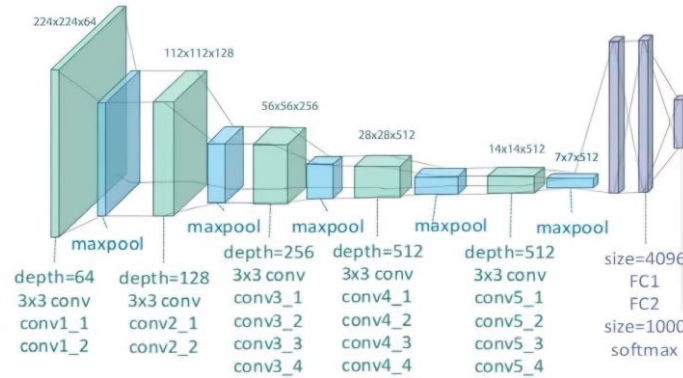 224x224x64
112x112x128
56x56x256
28x28x512
14x14x512
7x7x512
maxpool
maxpool
maxpool
maxpool
maxpool
depth=64
3x3 conv
conv1_1
conv1_2
depth=128
3x3 conv
conv2_1
conv2_2
depth=256
3x3 conv
conv3_1
conv3_2
conv3_3
conv3_4
depth=512
3x3 conv
conv4_1
conv4_2
conv4_3
conv4_4
depth=512
3x3 conv
conv5_1
conv5_2
conv5_3
conv5_4
size=4096
FC1
FC2
size=1000
softmax